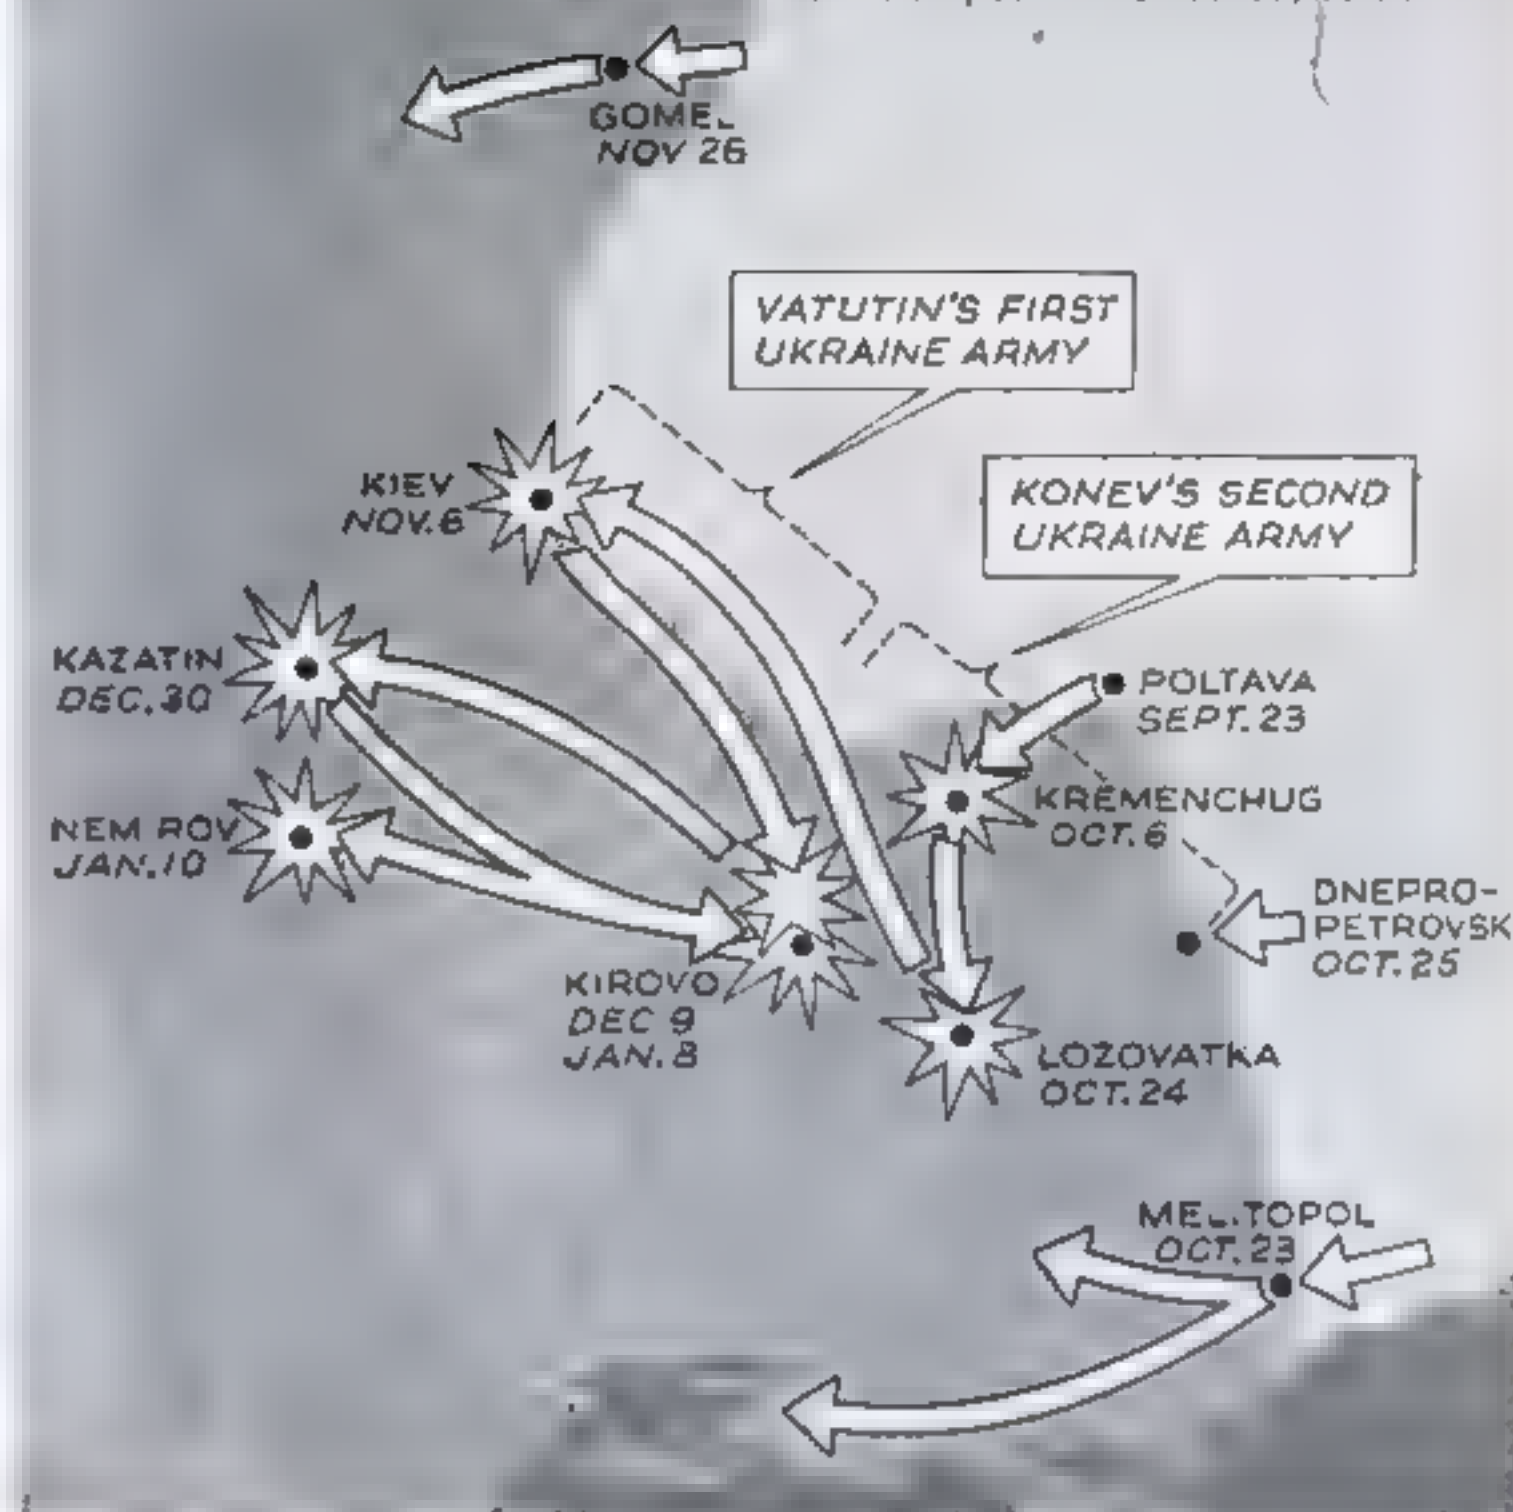 GOMEL
NOV 26
VATUTIN'S FIRST
UKRAINE ARMY
KIEV
NOV. 6
KONEV'S SECOND
UKRAINE ARMY
KAZATIN
DEC. 30
POLTAVA
SEPT. 23
NEM ROV
JAN. 10
KREMENCHUG
OCT. 6
DNEPRO-
PETROVSK
OCT. 25
KIROVO
DEC 9
JAN. 8
LOZOVATKA
OCT. 24
MELITOPOL
OCT. 23